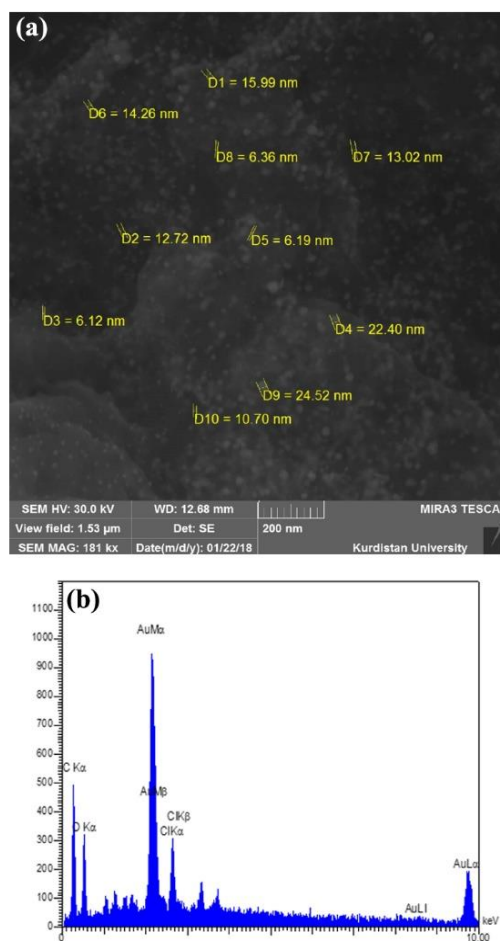 (a)
D1 = 15.99 nm
D6 = 14.26 nm
D8 = 6.36 nm
D7 = 13.02 nm
D2 = 12.72 nm
D5 = 6.19 nm
D3 = 6.12 nm
D4 = 22.40 nm
D9 = 24.52 nm
D10 = 10.70 nm
SEM HV: 30.0 kV WD: 12.68 mm MIRA3 TESCA
View field: 1.53 µm Det: SE 200 nm
SEM MAG: 181 kx Date(m/d/y): 01/22/18 Kurdistan University
(b)
1100
1000
900
800
700
600
500
400
300
200
100
0
AuMα
C Kα
AuMβ
O Kα
ClKβ
ClKα
AuLα
AuLl
keV
0 10.00